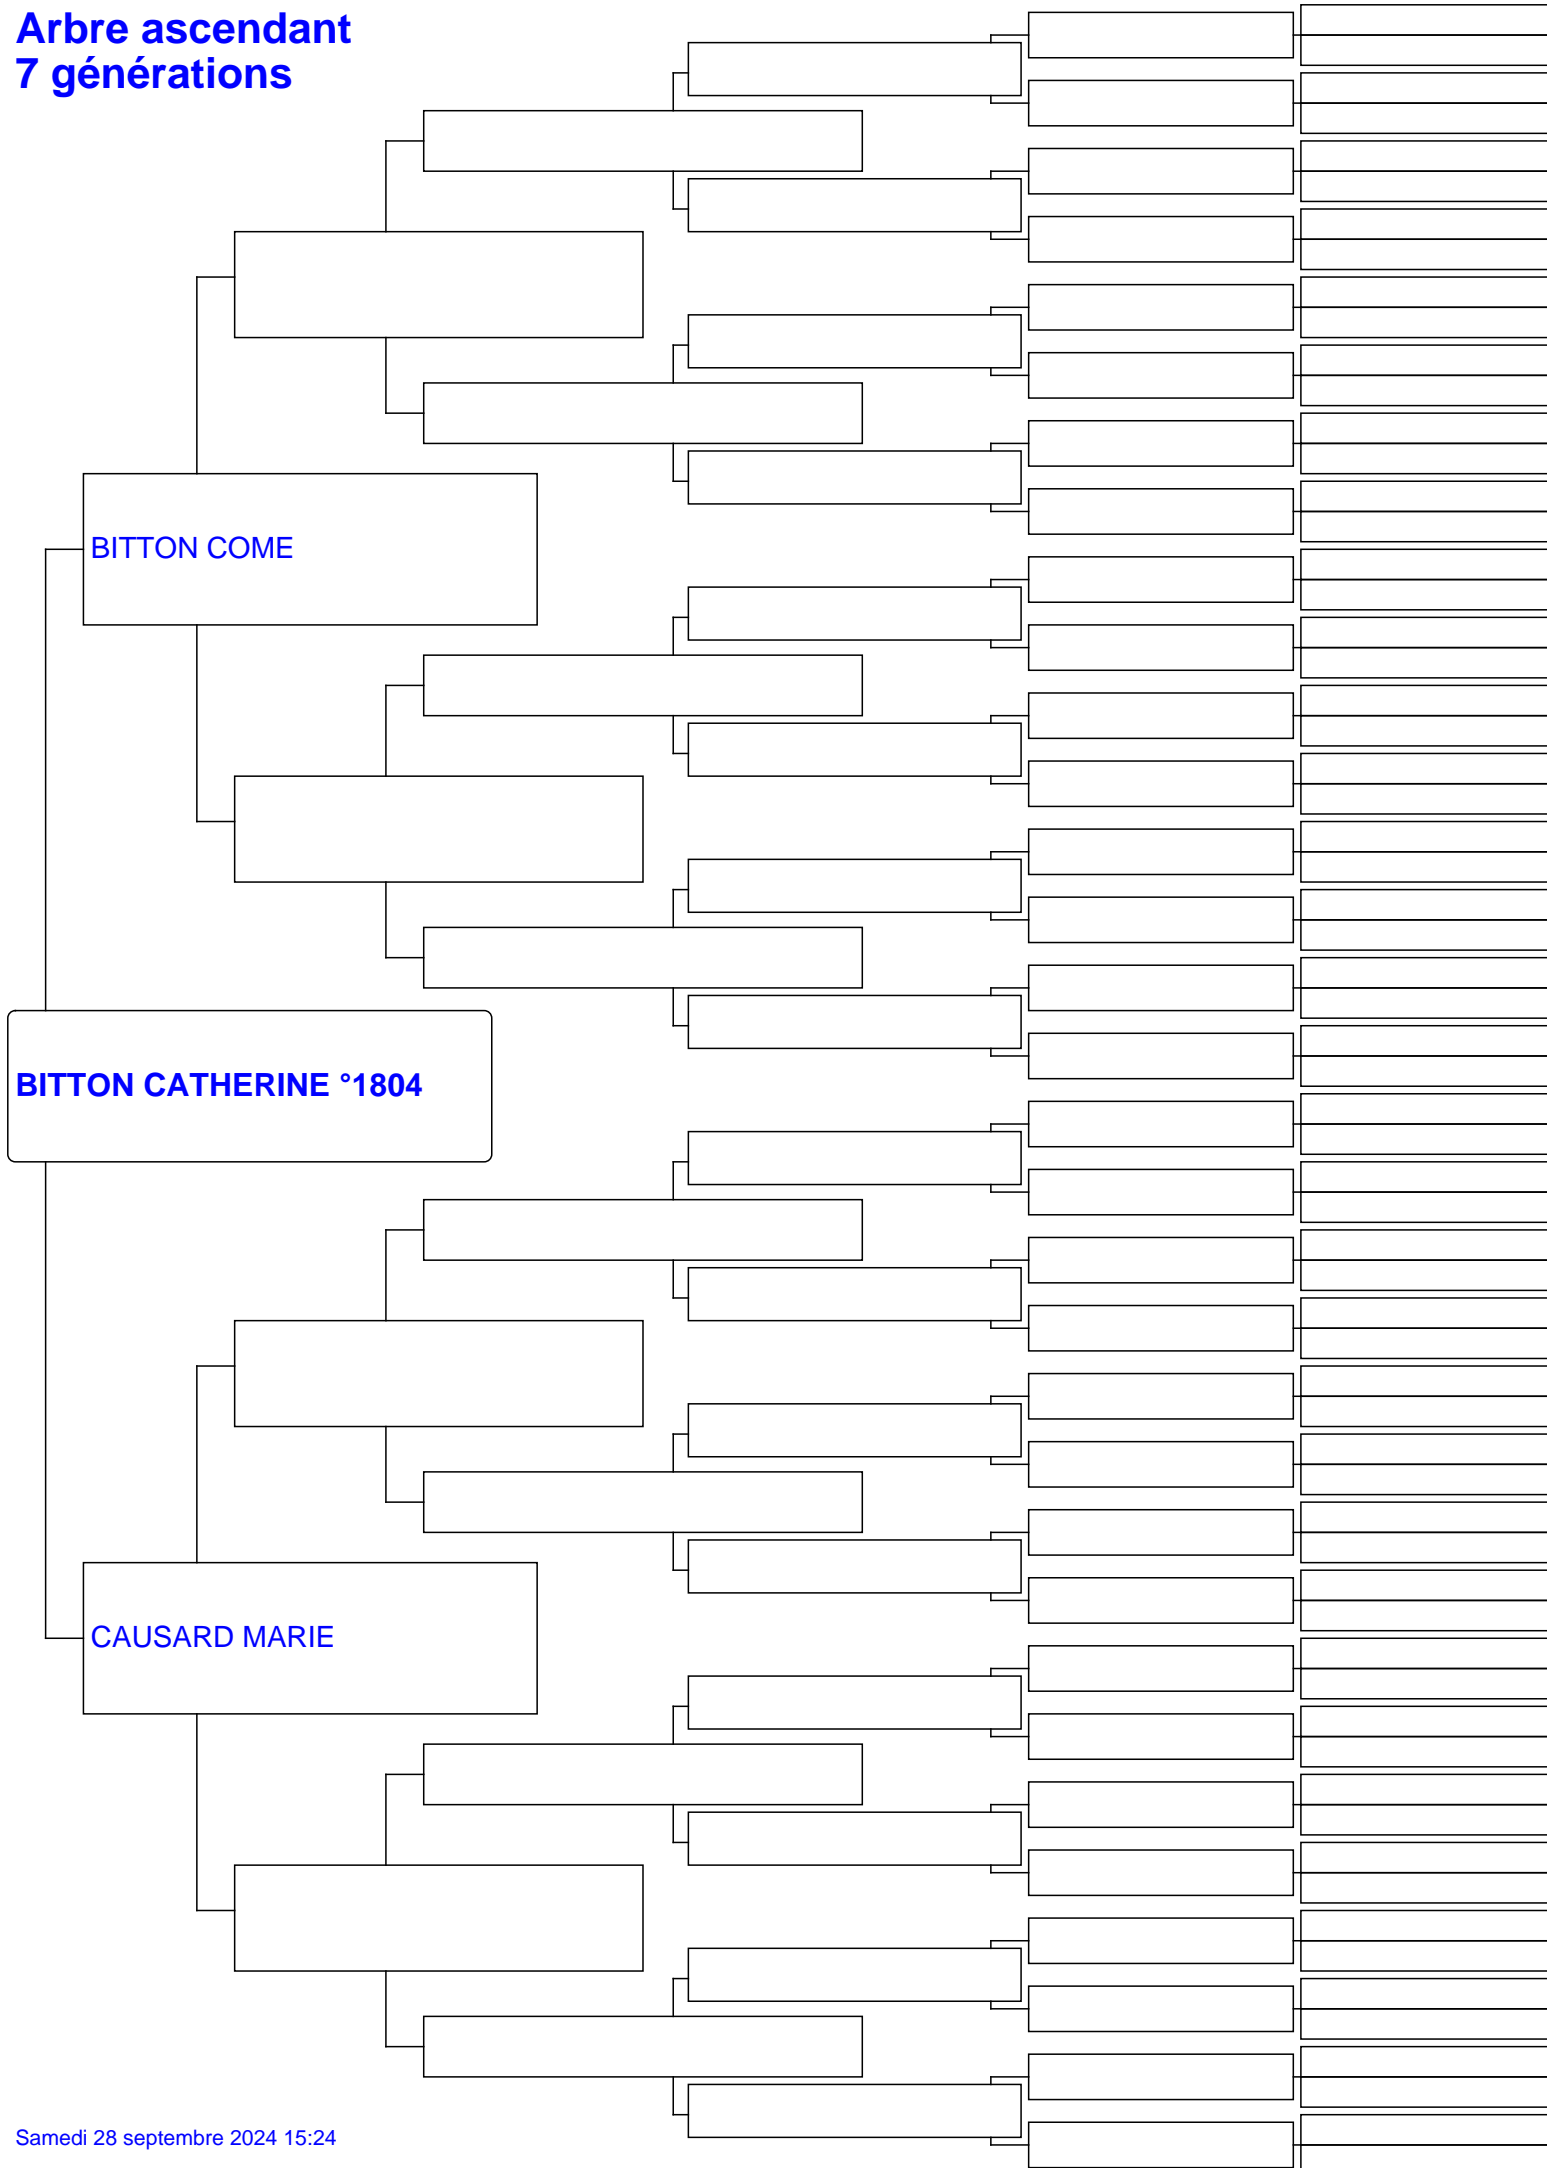 Arbre ascendant
7 générations
BITTON COME
BITTON CATHERINE °1804
CAUSARD MARIE
Samedi 28 septembre 2024 15:24